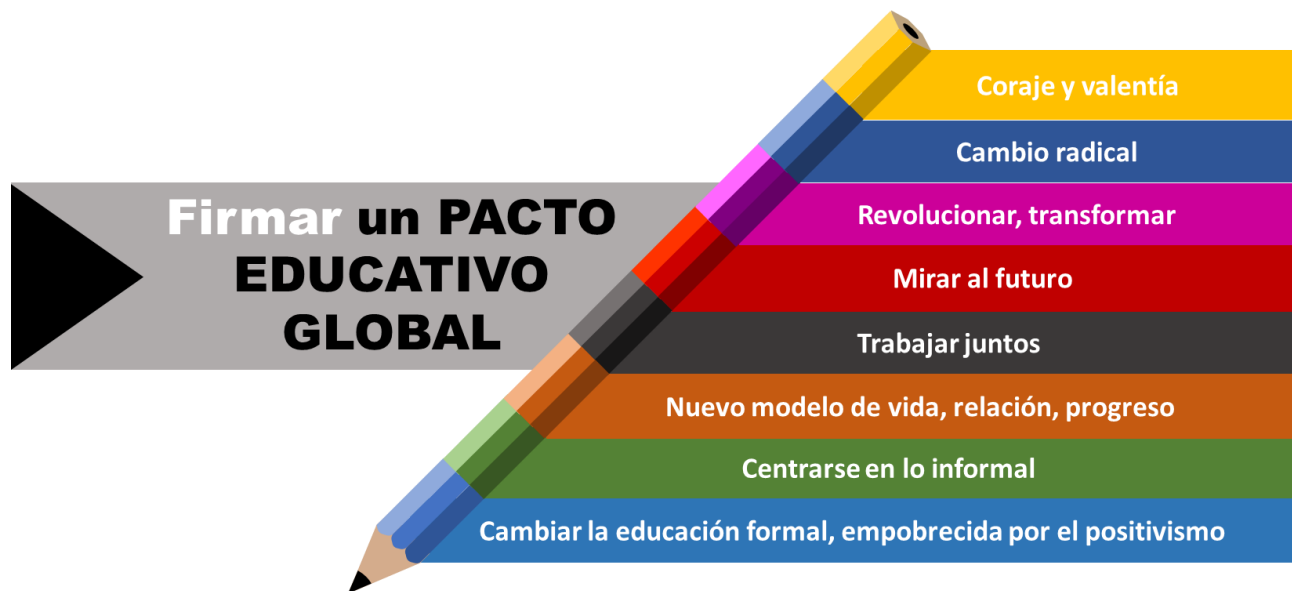 Firmar un PACTO
EDUCATIVO
GLOBAL
Coraje y valentía
Cambio radical
Revolucionar, transformar
Mirar al futuro
Trabajar juntos
Nuevo modelo de vida, relación, progreso
Centrarse en lo informal
Cambiar la educación formal, empobrecida por el positivismo